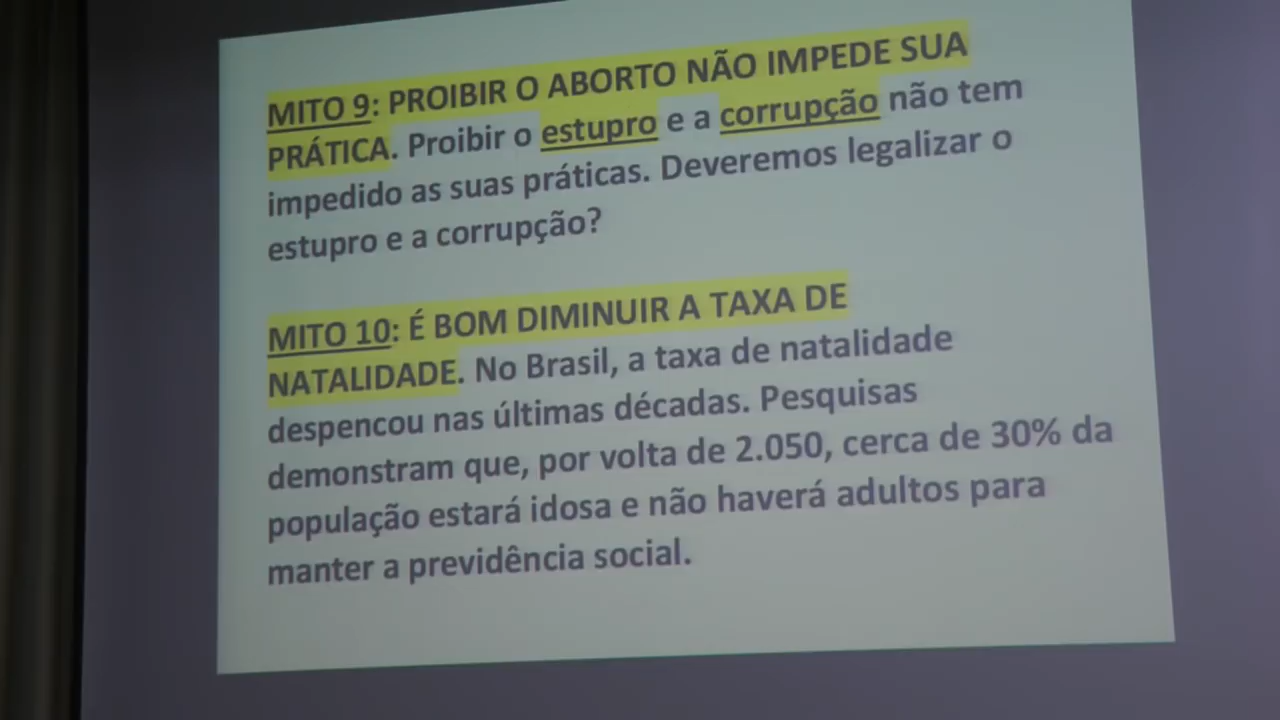 MITO 9: PROIBIR O ABORTO NÃO IMPEDE SUA
PRÁTICA. Proibir o estupro e a corrupção não tem
impedido as suas práticas. Deveremos legalizar o
estupro e a corrupção?
MITO 10: É BOM DIMINUIR A TAXA DE
NATALIDADE. No Brasil, a taxa de natalidade
despencou nas últimas décadas. Pesquisas
demonstram que, por volta de 2.050, cerca de 30% da
população estará idosa e não haverá adultos para
manter a previdência social.